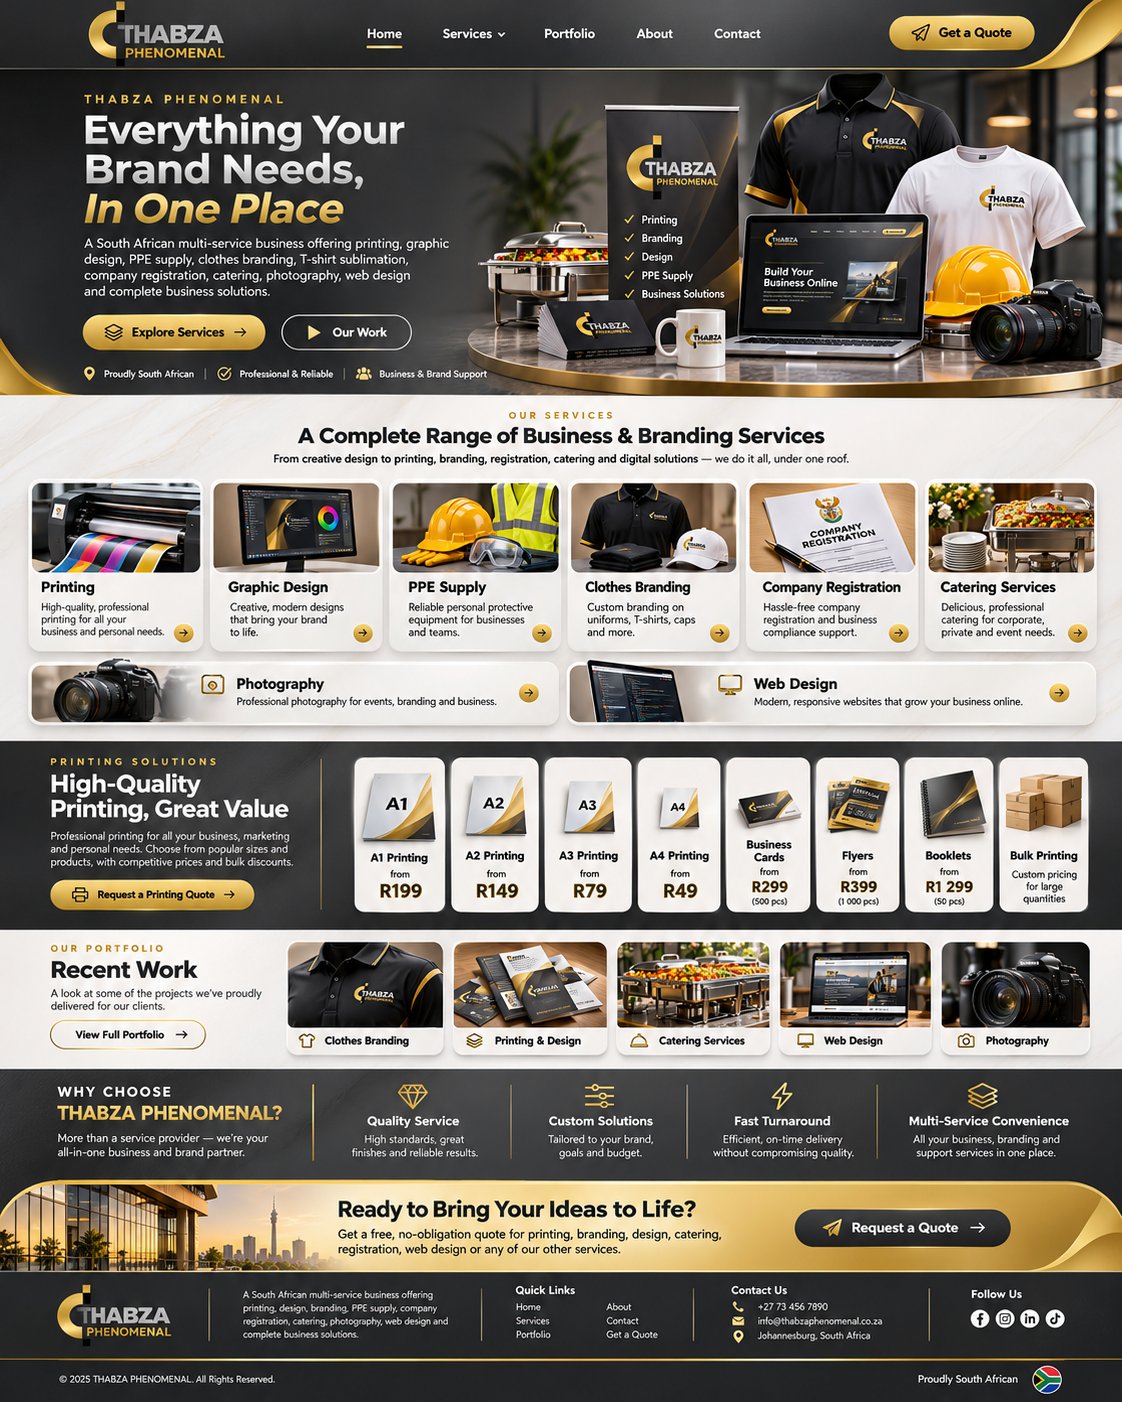 THABZA
PHENOMENAL
Home
Services
Portfolio
About
Contact
Get a Quote
THABZA PHENOMENAL
Everything Your
Brand Needs,
In One Place
A South African multi-service business offering printing, graphic
design, PPE supply, clothes branding, T-shirt sublimation,
company registration, catering, photography, web design
and complete business solutions.
Explore Services
Our Work
Proudly South African
Professional & Reliable
Business & Brand Support
THABZA
PHENOMENAL
Printing
Branding
Design
PPE Supply
Business Solutions
THABZA
PHENOMENAL
THABZA
THABZA
PHENOMENAL
THABZA
THABZA
THABZA
Build Your
Business Online
OUR SERVICES
A Complete Range of Business & Branding Services
From creative design to printing, branding, registration, catering and digital solutions — we do it all, under one roof.
Printing
High-quality, professional
printing for all your
business and personal needs.
Graphic Design
Creative, modern designs
that bring your brand
to life.
PPE Supply
Reliable personal protective
equipment for businesses
and teams.
Clothes Branding
Custom branding on
uniforms, T-shirts, caps
and more.
COMPANY
REGISTRATION
Company Registration
Hassle-free company
registration and business
compliance support.
Catering Services
Delicious, professional
catering for corporate,
private and event needs.
Photography
Professional photography for events, branding and business.
Web Design
Modern, responsive websites that grow your business online.
PRINTING SOLUTIONS
High-Quality
Printing, Great Value
Professional printing for all your business, marketing
and personal needs. Choose from popular sizes and
products, with competitive prices and bulk discounts.
Request a Printing Quote
A1
A1 Printing
from
R199
A2
A2 Printing
from
R149
A3
A3 Printing
from
R79
A4
A4 Printing
from
R49
Business
Cards
from
R299
(500 pcs)
Flyers
from
R399
(1 000 pcs)
Booklets
from
R1 299
(50 pcs)
Bulk Printing
Custom pricing
for large
quantities
OUR PORTFOLIO
Recent Work
A look at some of the projects we've proudly
delivered for our clients.
View Full Portfolio
THABZA
Clothes Branding
Printing & Design
Catering Services
Web Design
Photography
WHY CHOOSE
THABZA PHENOMENAL?
More than a service provider — we're your
all-in-one business and brand partner.
Quality Service
High standards, great
finishes and reliable results.
Custom Solutions
Tailored to your brand,
goals and budget.
Fast Turnaround
Efficient, on-time delivery
without compromising quality.
Multi-Service Convenience
All your business, branding and
support services in one place.
Ready to Bring Your Ideas to Life?
Get a free, no-obligation quote for printing, branding, design, catering,
registration, web design or any of our other services.
Request a Quote
THABZA
PHENOMENAL
A South African multi-service business offering
printing, design, branding, PPE supply, company
registration, catering, photography, web design and
complete business solutions.
Quick Links
Home
Services
Portfolio
About
Contact
Get a Quote
Contact Us
+27 73 456 7890
info@thabzaphenomenal.co.za
Johannesburg, South Africa
Follow Us
© 2025 THABZA PHENOMENAL. All Rights Reserved.
Proudly South African